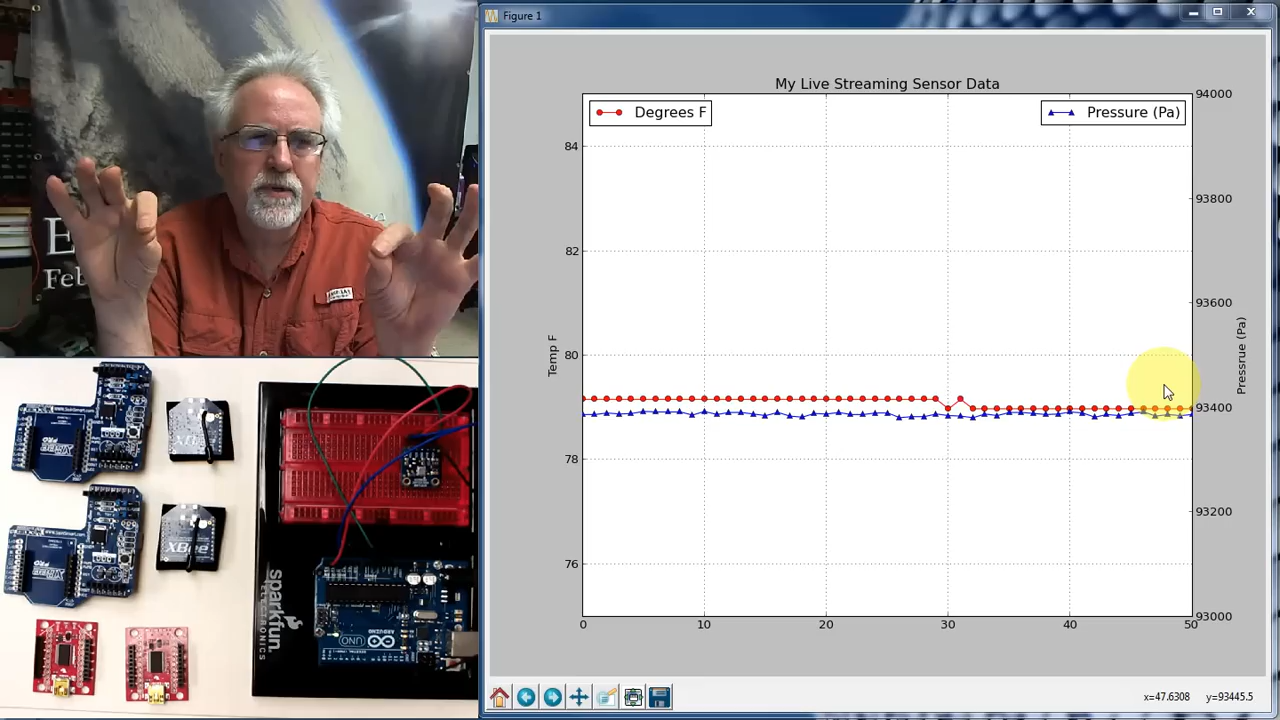 Figure 1
My Live Streaming Sensor Data
Degrees F
Pressure (Pa)
84
82
80
78
76
Temp F
94000
93800
93600
93400
93200
93000
Pressrue (Pa)
0
10
20
30
40
50
x=47.6308 y=93445.5
E
Feb
XBee
sparkfun
ELECTRONICS
UNO
ARDUINO